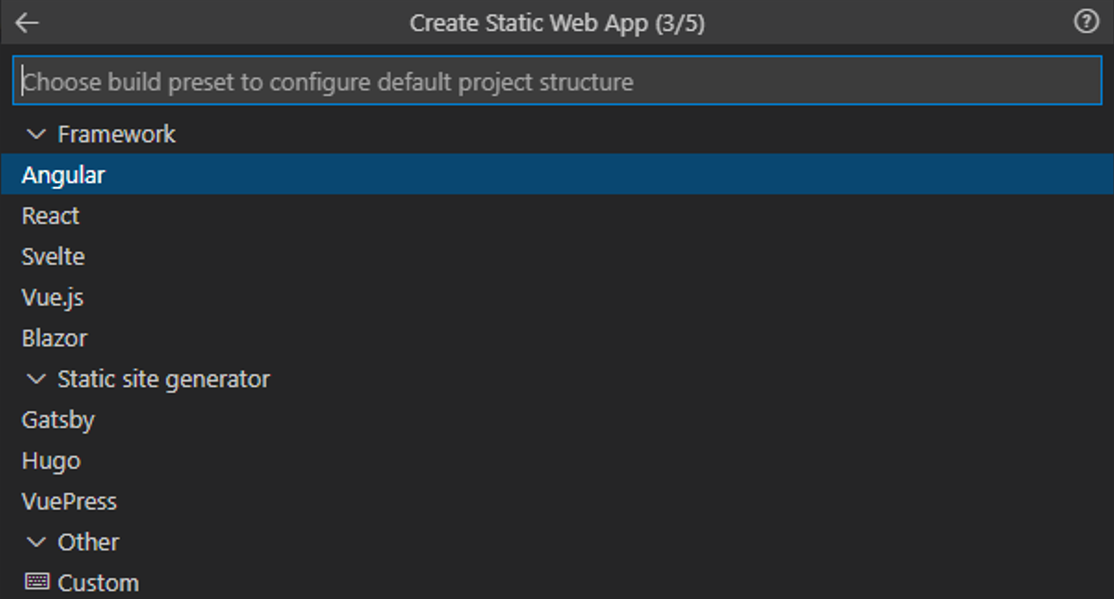 Create Static Web App (3/5)
Choose build preset to configure default project structure
Framework
Angular
React
Svelte
Vue.js
Blazor
Static site generator
Gatsby
Hugo
VuePress
Other
Custom